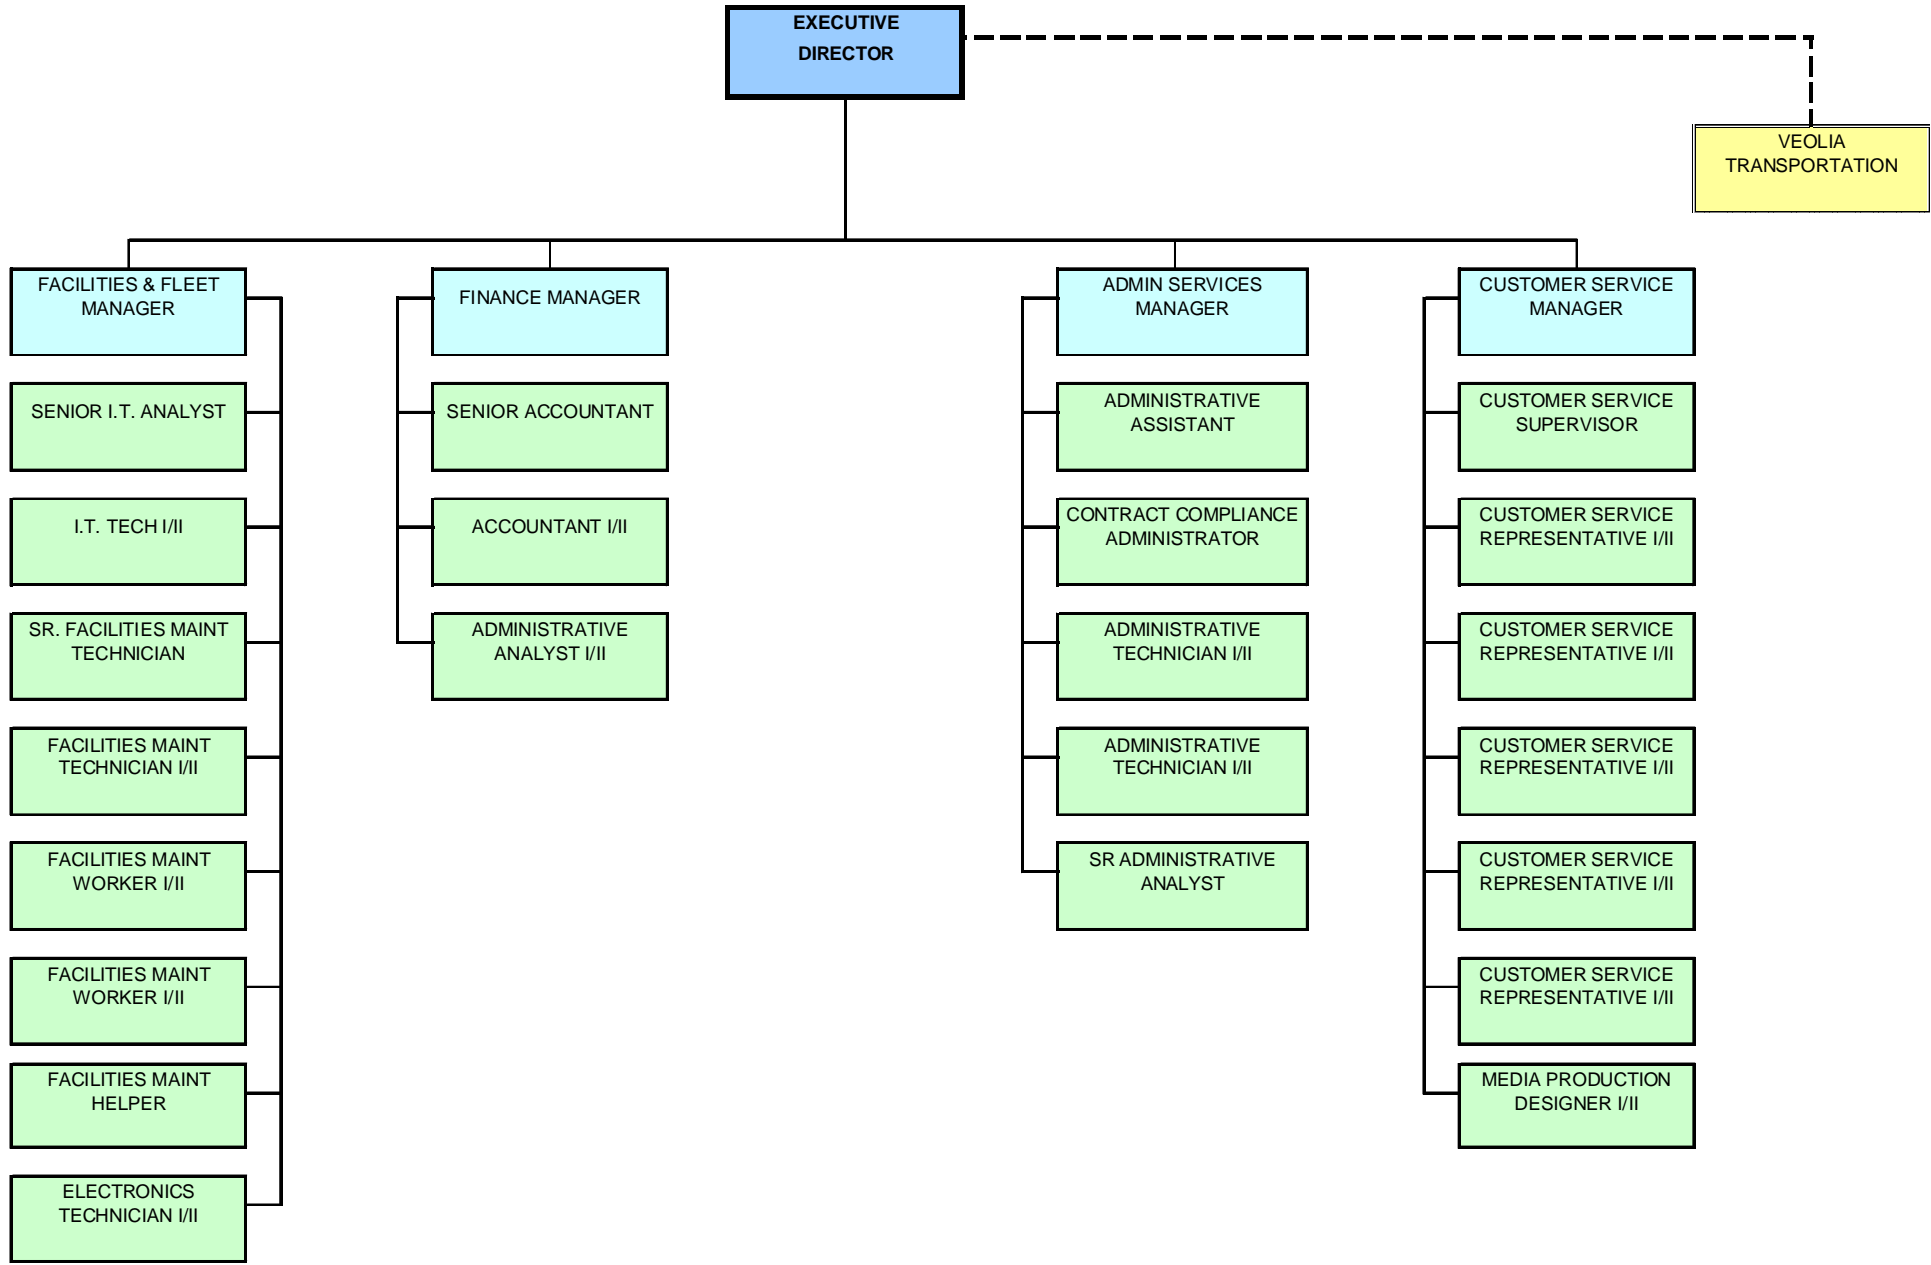 EXECUTIVE
DIRECTOR
VEOLIA
TRANSPORTATION
FACILITIES & FLEET
MANAGER
SENIOR I.T. ANALYST
I.T. TECH I/II
SR. FACILITIES MAINT
TECHNICIAN
FACILITIES MAINT
TECHNICIAN I/II
FACILITIES MAINT
WORKER I/II
FACILITIES MAINT
WORKER I/II
FACILITIES MAINT
HELPER
ELECTRONICS
TECHNICIAN I/II
FINANCE MANAGER
SENIOR ACCOUNTANT
ACCOUNTANT I/II
ADMINISTRATIVE
ANALYST I/II
ADMIN SERVICES
MANAGER
ADMINISTRATIVE
ASSISTANT
CONTRACT COMPLIANCE
ADMINISTRATOR
ADMINISTRATIVE
TECHNICIAN I/II
ADMINISTRATIVE
TECHNICIAN I/II
SR ADMINISTRATIVE
ANALYST
CUSTOMER SERVICE
MANAGER
CUSTOMER SERVICE
SUPERVISOR
CUSTOMER SERVICE
REPRESENTATIVE I/II
CUSTOMER SERVICE
REPRESENTATIVE I/II
CUSTOMER SERVICE
REPRESENTATIVE I/II
CUSTOMER SERVICE
REPRESENTATIVE I/II
CUSTOMER SERVICE
REPRESENTATIVE I/II
MEDIA PRODUCTION
DESIGNER I/II